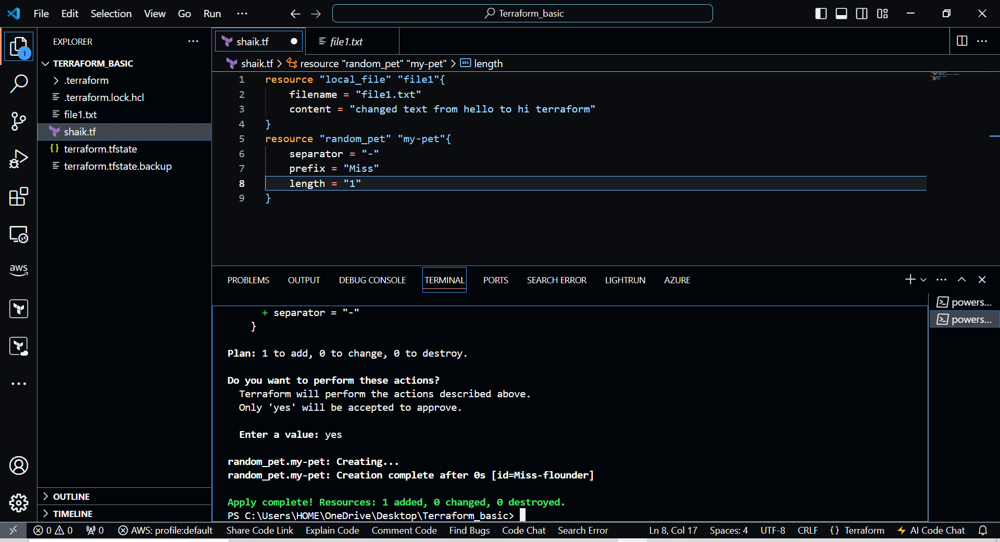 File Edit Selection View Go Run ···
Terraform_basic
EXPLORER
TERRAFORM_BASIC
.terraform
.terraform.lock.hcl
file1.txt
shaik.tf
terraform.tfstate
terraform.tfstate.backup
OUTLINE
TIMELINE
1
aws
shaik.tf
file1.txt
shaik.tf > resource "random_pet" "my-pet" > abc length
1 resource "local_file" "file1"{
2 filename = "file1.txt"
3 content = "changed text from hello to hi terraform"
4 }
5 resource "random_pet" "my-pet"{
6 separator = "-"
7 prefix = "Miss"
8 length = "1"
9 }
PROBLEMS OUTPUT DEBUG CONSOLE TERMINAL PORTS SEARCH ERROR LIGHTRUN AZURE
powers...
powers...
+ separator = "-"
}
Plan: 1 to add, 0 to change, 0 to destroy.
Do you want to perform these actions?
Terraform will perform the actions described above.
Only 'yes' will be accepted to approve.
Enter a value: yes
random_pet.my-pet: Creating...
random_pet.my-pet: Creation complete after 0s [id=Miss-flounder]
Apply complete! Resources: 1 added, 0 changed, 0 destroyed.
PS C:\Users\HOME\OneDrive\Desktop\Terraform_basic>
0 0 0 AWS: profile:default Share Code Link Explain Code Comment Code Find Bugs Code Chat Search Error Ln 8, Col 17 Spaces: 4 UTF-8 CRLF {} Terraform AI Code Chat